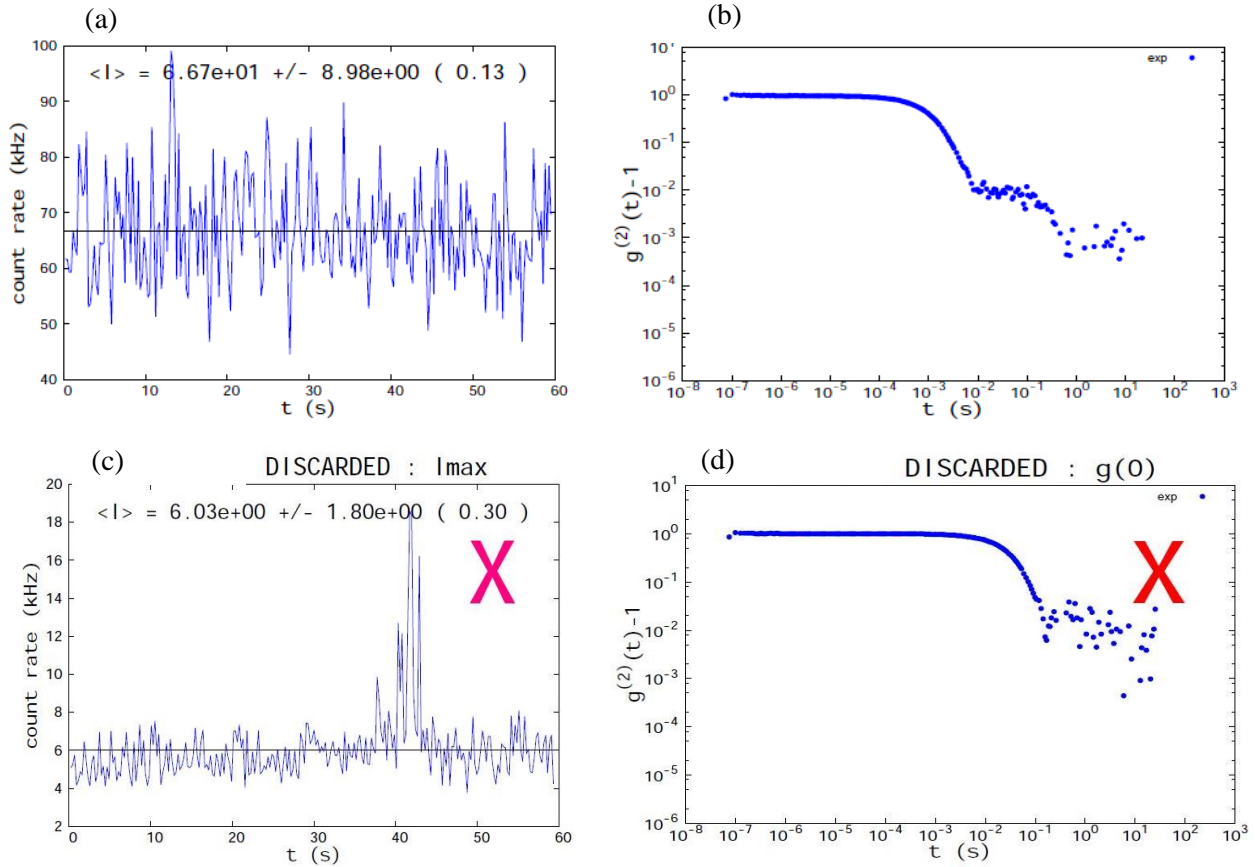 (a)
<I> = 6.67e+01 +/- 8.98e+00 ( 0.13 )
count rate (kHz)
100
90
80
70
60
50
40
0 10 20 30 40 50 60
t (s)
(b)
exp
g(2)(t)-1
10¹
10⁰
10⁻¹
10⁻²
10⁻³
10⁻⁴
10⁻⁵
10⁻⁶
10⁻⁸ 10⁻⁷ 10⁻⁶ 10⁻⁵ 10⁻⁴ 10⁻³ 10⁻² 10⁻¹ 10⁰ 10¹ 10² 10³
t (s)
(c)
DISCARDED : Imax
<I> = 6.03e+00 +/- 1.80e+00 ( 0.30 )
X
count rate (kHz)
20
18
16
14
12
10
8
6
4
2
0 10 20 30 40 50 60
t (s)
(d)
DISCARDED : g(0)
exp
X
g(2)(t)-1
10¹
10⁰
10⁻¹
10⁻²
10⁻³
10⁻⁴
10⁻⁵
10⁻⁶
10⁻⁸ 10⁻⁷ 10⁻⁶ 10⁻⁵ 10⁻⁴ 10⁻³ 10⁻² 10⁻¹ 10⁰ 10¹ 10² 10³
t (s)